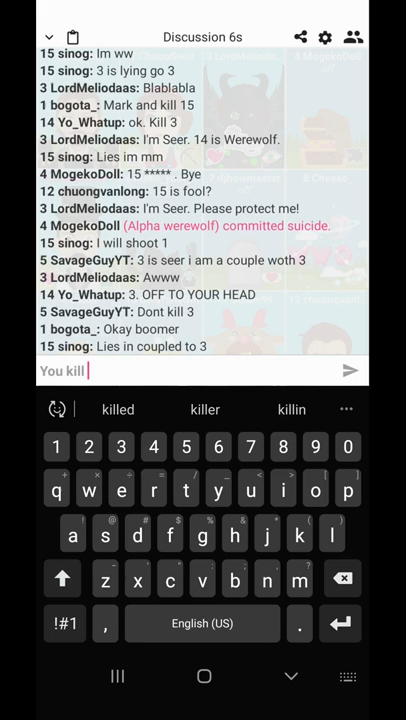 Discussion 6s
15 sinog: Im ww
15 sinog: 3 is lying go 3
3 LordMeliodaas: Blablabla
1 bogota_: Mark and kill 15
14 Yo_Whatup: ok. Kill 3
3 LordMeliodaas: I'm Seer. 14 is Werewolf.
15 sinog: Lies im mm
4 MogekoDoll: 15 ***** . Bye
12 chuongvanlong: 15 is fool?
3 LordMeliodaas: I'm Seer. Please protect me!
4 MogekoDoll (Alpha werewolf) committed suicide.
15 sinog: I will shoot 1
5 SavageGuyYT: 3 is seer i am a couple woth 3
3 LordMeliodaas: Awww
14 Yo_Whatup: 3. OFF TO YOUR HEAD
5 SavageGuyYT: Dont kill 3
1 bogota_: Okay boomer
15 sinog: Lies in coupled to 3
You kill
killed killer killin ...
1 2 3 4 5 6 7 8 9 0
q w e r t y u i o p
a s d f g h j k l
z x c v b n m
!#1 , English (US) .